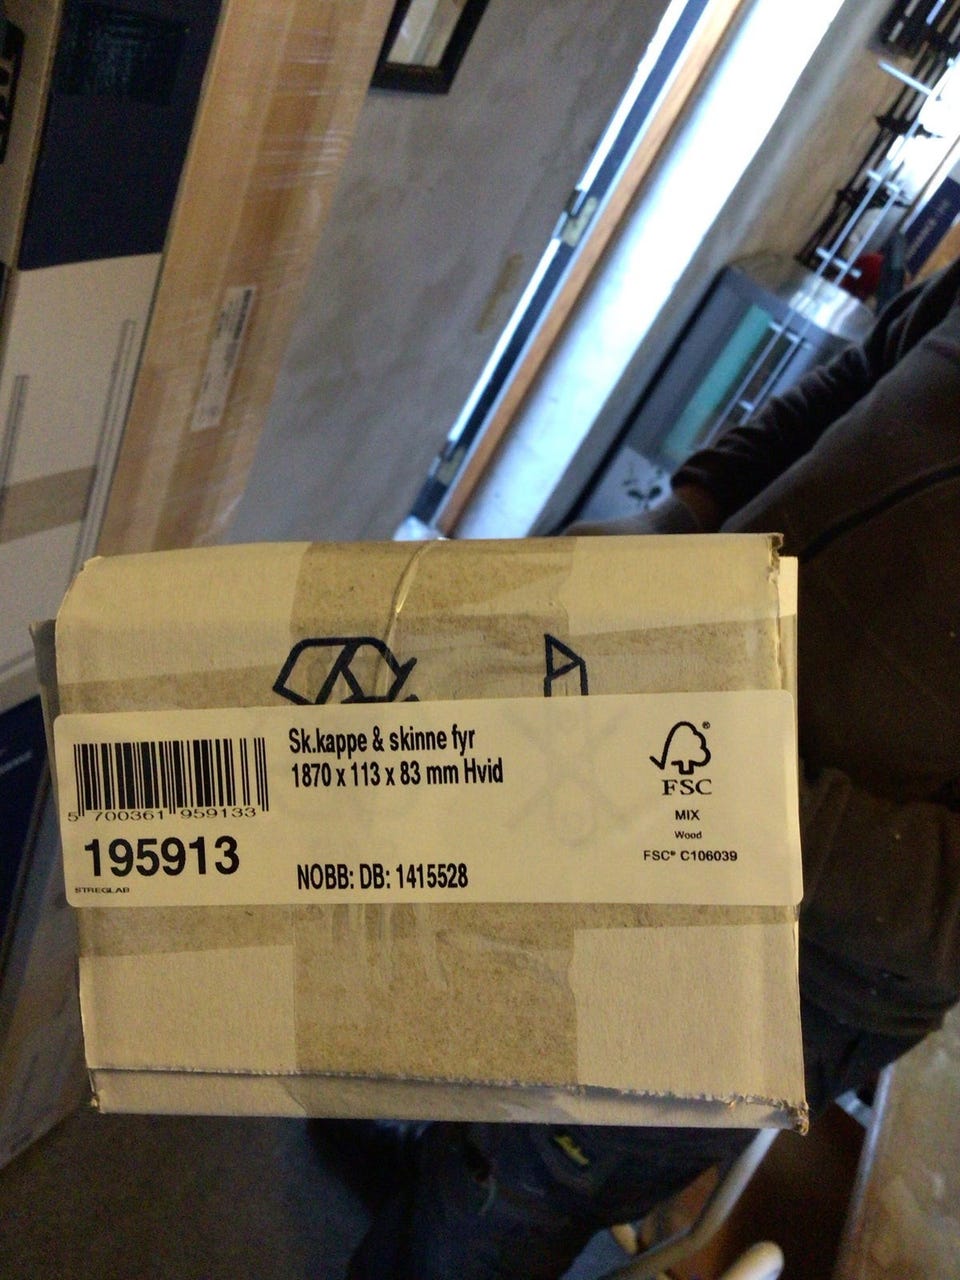 Sk.kappe & skinne fyr
1870 x 113 x 83 mm Hvid
5 700361 959133
195913
STREGLAB
NOBB: DB: 1415528
®
FSC
MIX
Wood
FSC® C106039